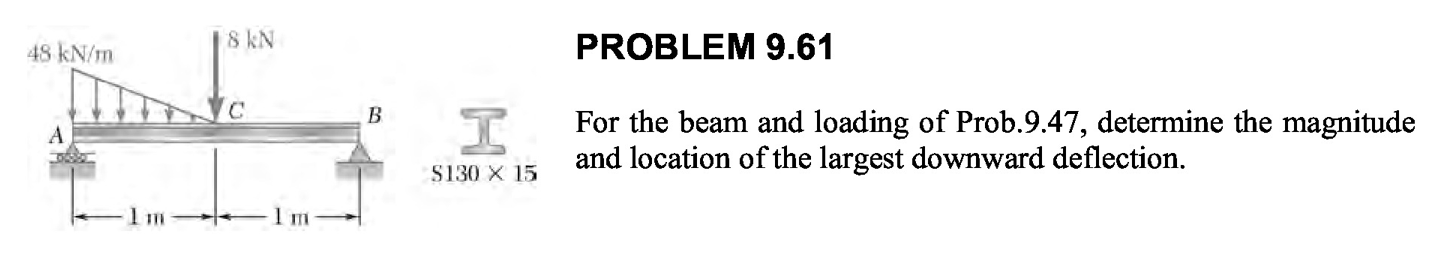 48 kN/m
8 kN
A
C
B
S130 × 15
1 m
1 m
PROBLEM 9.61
For the beam and loading of Prob.9.47, determine the magnitude
and location of the largest downward deflection.